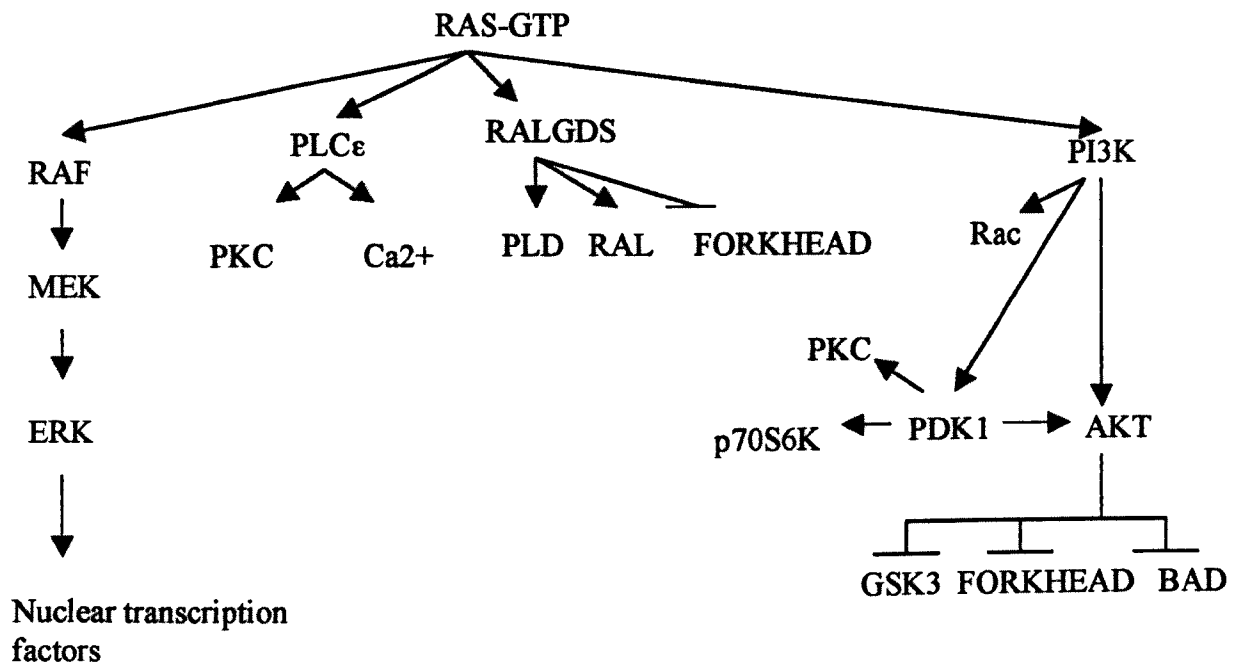 RAS-GTP
RAF
PLCε
RALGDS
PI3K
PKC
Ca2+
PLD
RAL
FORKHEAD
Rac
MEK
PKC
ERK
p70S6K
PDK1
AKT
GSK3
FORKHEAD
BAD
Nuclear transcription
factors